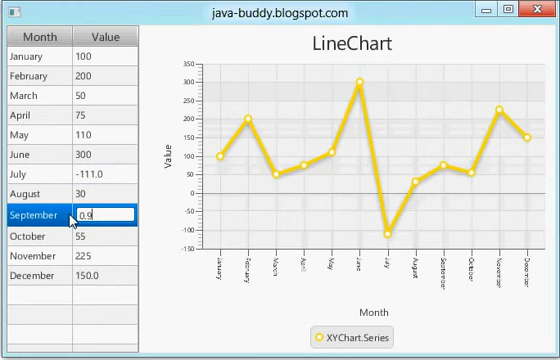 java-buddy.blogspot.com
Month Value
January 100
February 200
March 50
April 75
May 110
June 300
July -111.0
August 30
September 0.9
October 55
November 225
December 150.0
LineChart
350
300
250
200
150
100
50
0
-50
-100
-150
Value
January
February
March
April
May
June
July
August
September
October
November
December
Month
XYChart.Series